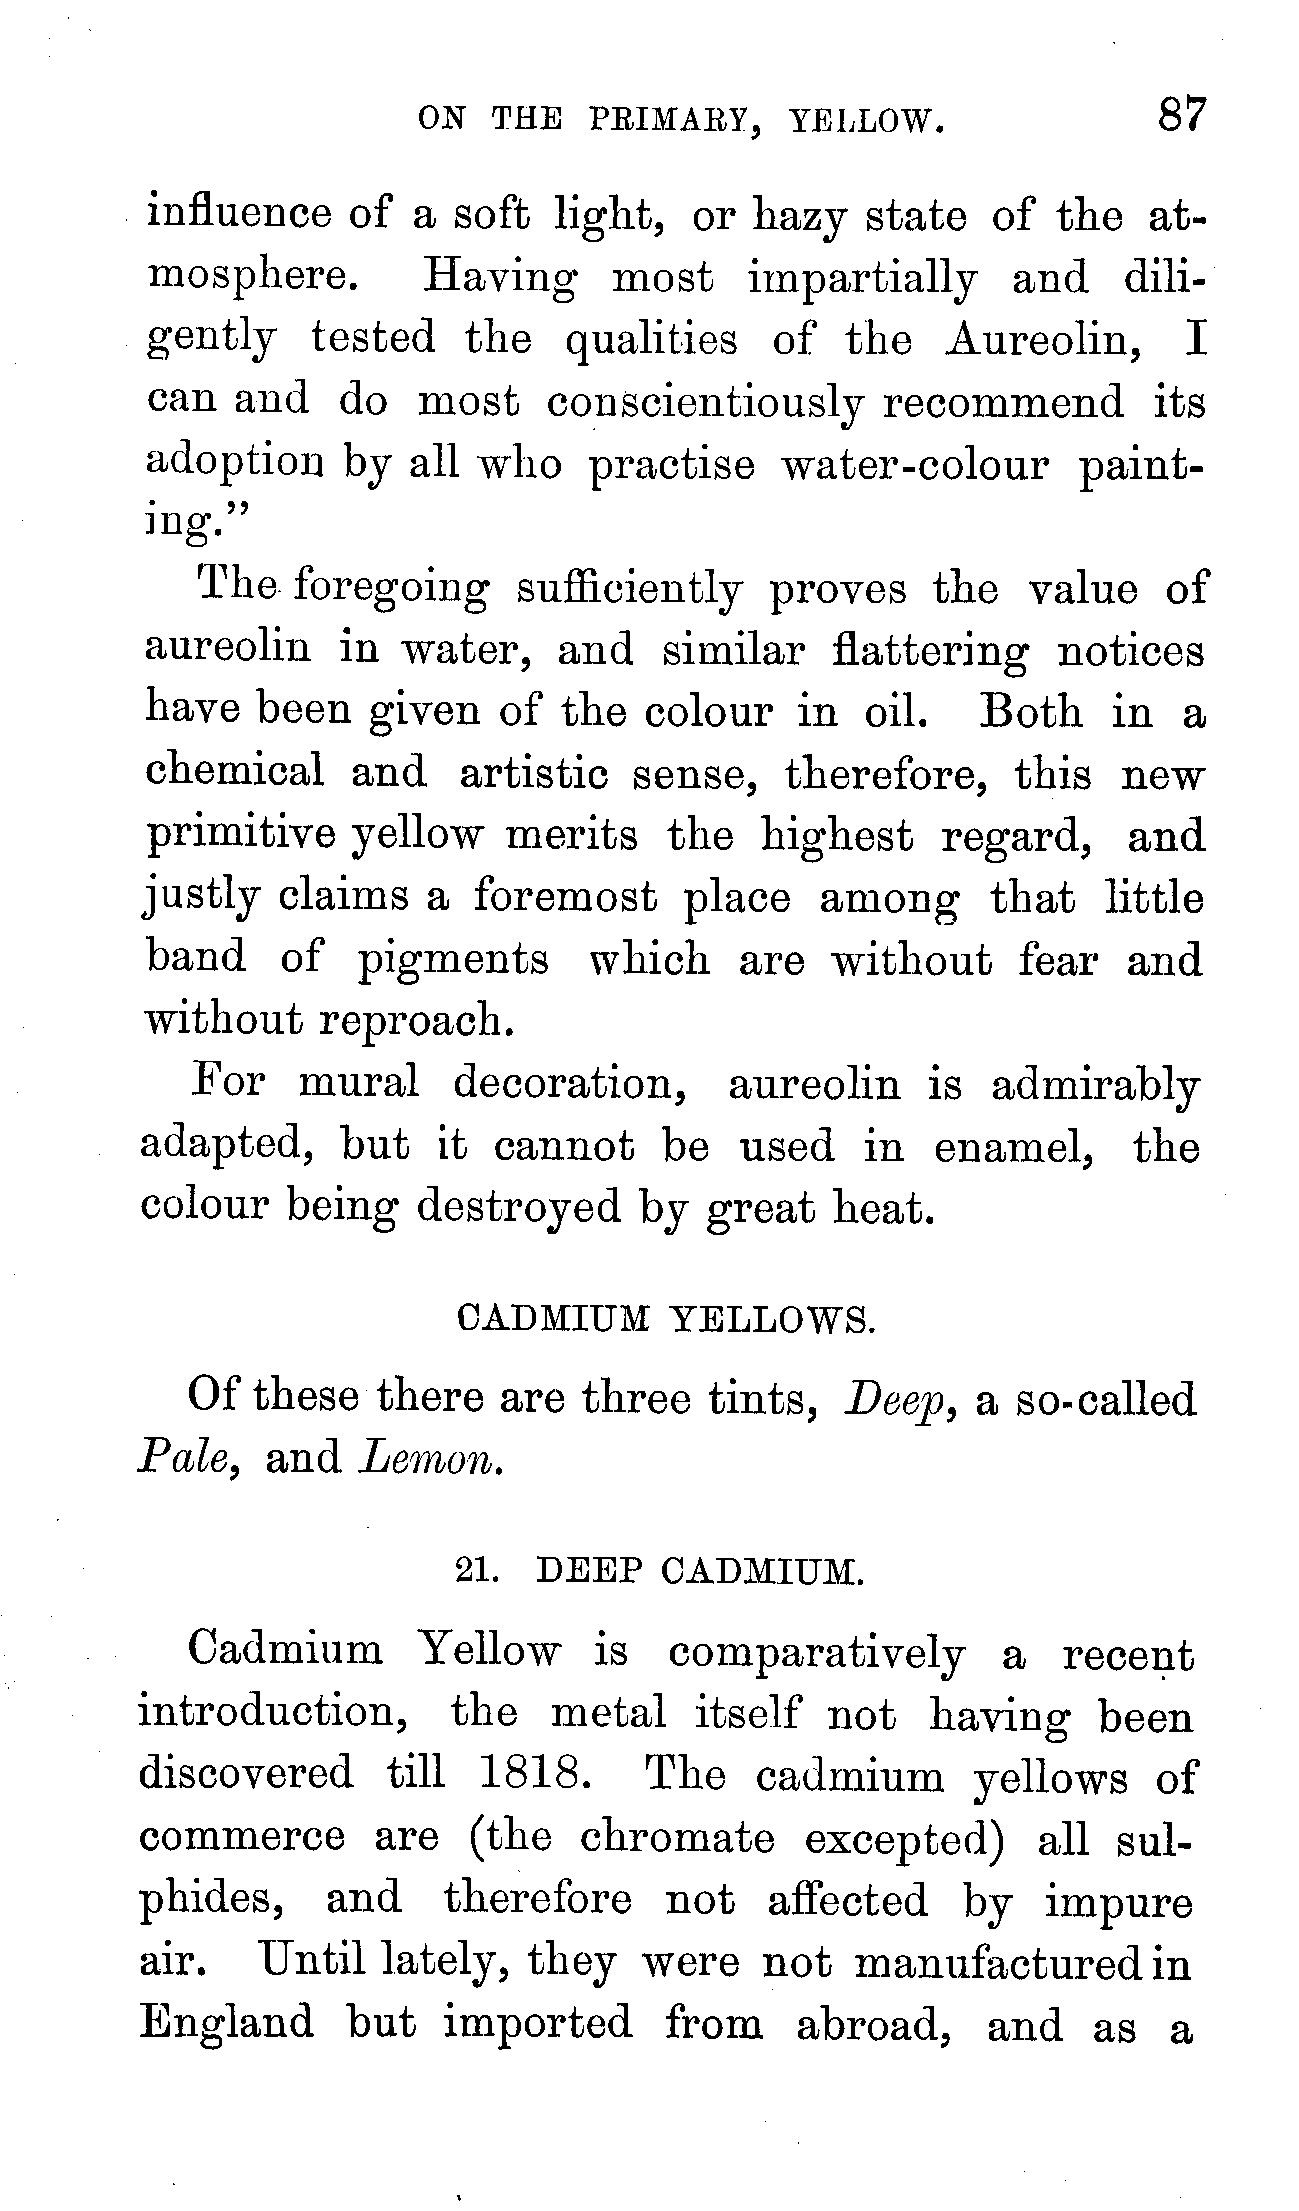 ON THE PRIMARY, YELLOW. 87
influence of a soft light, or hazy state of the at-
mosphere. Having most impartially and dili-
gently tested the qualities of the Aureolin, I
can and do most conscientiously recommend its
adoption by all who practise water-colour paint-
ing.”
The foregoing sufficiently proves the value of
aureolin in water, and similar flattering notices
have been given of the colour in oil. Both in a
chemical and artistic sense, therefore, this new
primitive yellow merits the highest regard, and
justly claims a foremost place among that little
band of pigments which are without fear and
without reproach.
For mural decoration, aureolin is admirably
adapted, but it cannot be used in enamel, the
colour being destroyed by great heat.
CADMIUM YELLOWS.
Of these there are three tints, Deep, a so-called
Pale, and Lemon.
21. DEEP CADMIUM.
Cadmium Yellow is comparatively a recent
introduction, the metal itself not having been
discovered till 1818. The cadmium yellows of
commerce are (the chromate excepted) all sul-
phides, and therefore not affected by impure
air. Until lately, they were not manufactured in
England but imported from abroad, and as a